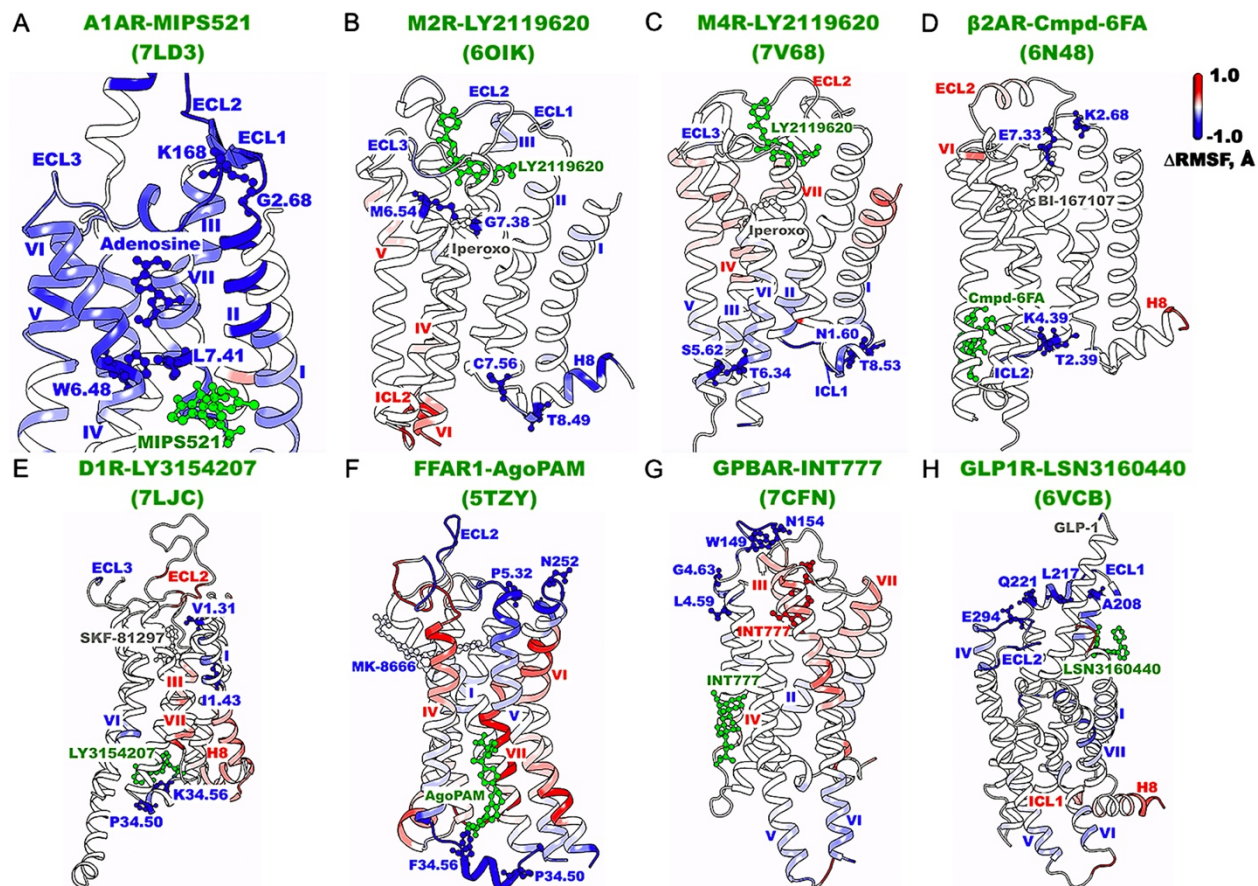 A
A1AR-MIPS521
(7LD3)
ECL2
ECL1
ECL3
K168
G2.68
III
VI
Adenosine
VII
V
II
L7.41
I
W6.48
IV
MIPS521
B
M2R-LY2119620
(6OIK)
ECL2
ECL1
III
ECL3
LY2119620
II
M6.54
G7.38
Iperoxo
I
V
IV
C7.56
H8
ICL2
T8.49
VI
C
M4R-LY2119620
(7V68)
ECL2
LY2119620
ECL3
VII
Iperoxo
IV
VI
II
I
V
III
N1.60
S5.62
T8.53
T6.34
ICL1
D
β2AR-Cmpd-6FA
(6N48)
ECL2
K2.68
E7.33
VI
BI-167107
Cmpd-6FA
H8
K4.39
T2.39
ICL2
1.0
-1.0
ΔRMSF, Å
E
D1R-LY3154207
(7LJC)
ECL3
ECL2
V1.31
SKF-81297
I
III
I1.43
VI
VII
LY3154207
H8
K34.56
P34.50
F
FFAR1-AgoPAM
(5TZY)
ECL2
N252
P5.32
MK-8666
VI
I
IV
V
VII
AgoPAM
F34.56
P34.50
G
GPBAR-INT777
(7CFN)
N154
W149
G4.63
III
VII
L4.59
INT777
INT777
II
IV
V
VI
H
GLP1R-LSN3160440
(6VCB)
GLP-1
L217
ECL1
Q221
A208
E294
IV
ECL2
LSN3160440
I
VII
ICL1
H8
V
VI